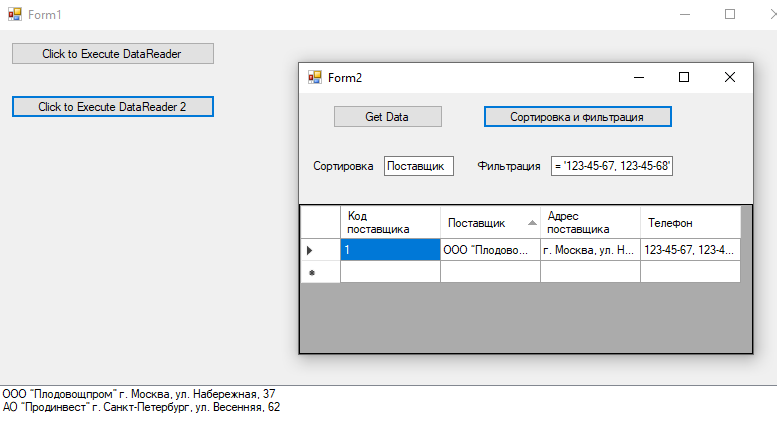 Form1
Click to Execute DataReader
Click to Execute DataReader 2
Form2
Get Data
Сортировка и фильтрация
Сортировка
Поставщик
Фильтрация
= '123-45-67, 123-45-68'
Код поставщика
Поставщик
Адрес поставщика
Телефон
1
ООО "Плодово...
г. Москва, ул. Н...
123-45-67, 123-4...
ООО "Плодовощпром" г. Москва, ул. Набережная, 37
АО "Продинвест" г. Санкт-Петербург, ул. Весенняя, 62